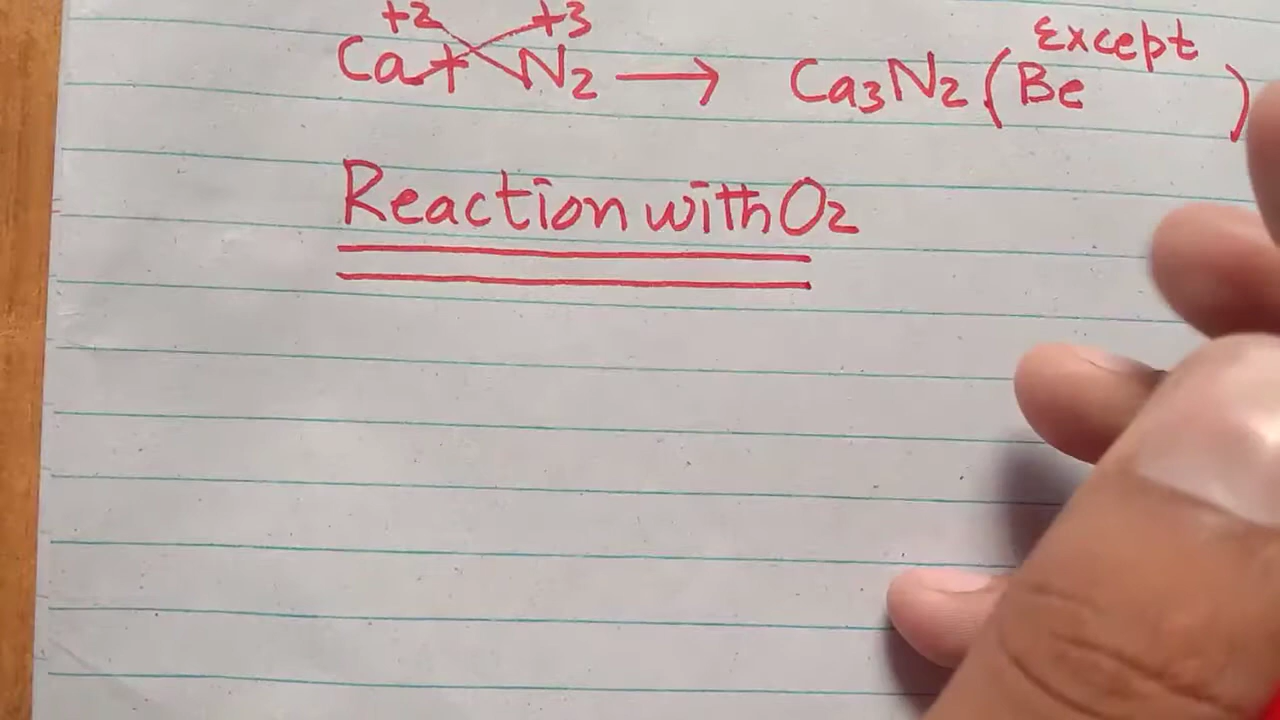 +2 +3
Ca + N2 → Ca3N2 (Be except)
Reaction with O2